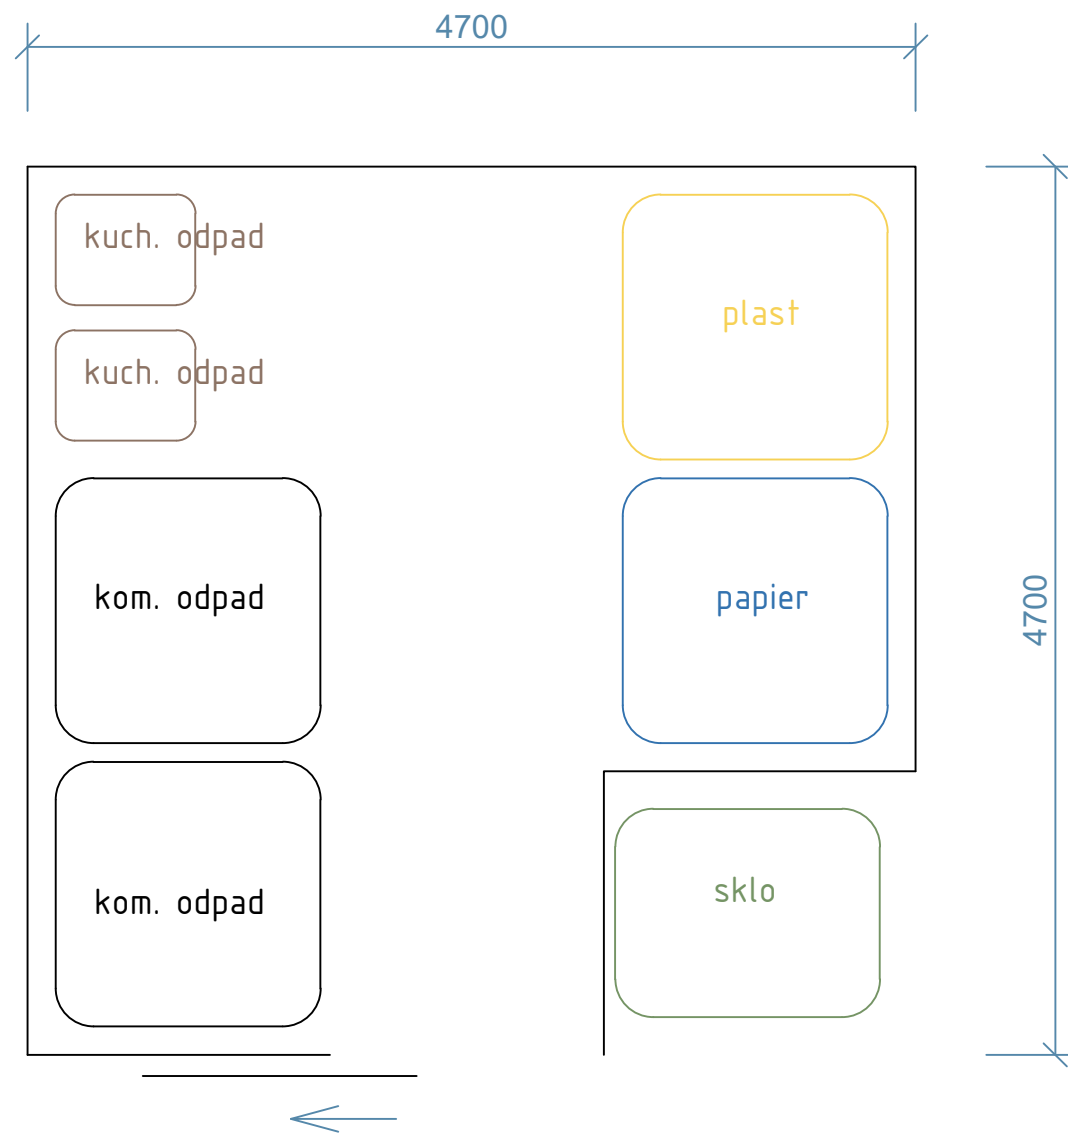 4700
kuch. odpad
plast
kuch. odpad
kom. odpad
papier
4700
kom. odpad
sklo